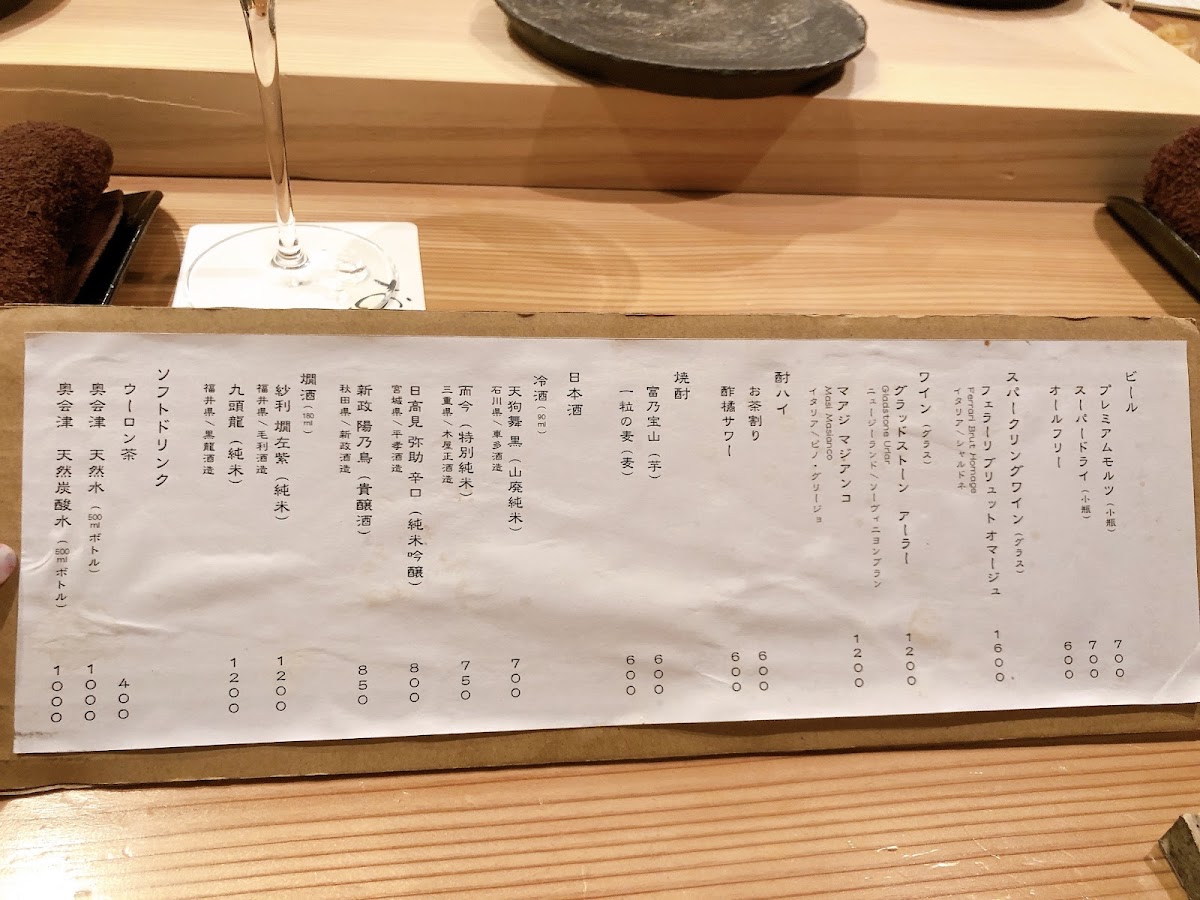 ビール
プレミアムモルツ（小瓶） 700
スーパードライ（小瓶） 700
オールフリー 600
スパークリングワイン（グラス）
フェラーリ ブリュット オマージュ 1600
Ferrari Brut Homage
イタリア／シャルドネ
ワイン（グラス）
グラッドストーン アーラー 1200
Gladstone Urlar
ニュージーランド／ソーヴィニヨンブラン
マアジ マジアンコ 1200
Masi Masianco
イタリア／ピノ・グリージョ
酎ハイ
お茶割り 600
酢橘サワー 600
焼酎
富乃宝山（芋） 600
一粒の麦（麦） 600
日本酒
冷酒（90ml）
天狗舞 黒（山廃純米） 700
石川県／車多酒造
而今（特別純米） 750
三重県／木屋正酒造
日高見 弥助 辛口（純米吟醸） 800
宮城県／平孝酒造
新政 陽乃鳥（貴醸酒） 850
秋田県／新政酒造
燗酒（180ml）
紗利 燗左紫（純米） 1200
福井県／毛利酒造
九頭龍（純米） 1200
福井県／黒龍酒造
ソフトドリンク
ウーロン茶 400
奥会津 天然水（500mlボトル） 1000
奥会津 天然炭酸水（500mlボトル） 1000